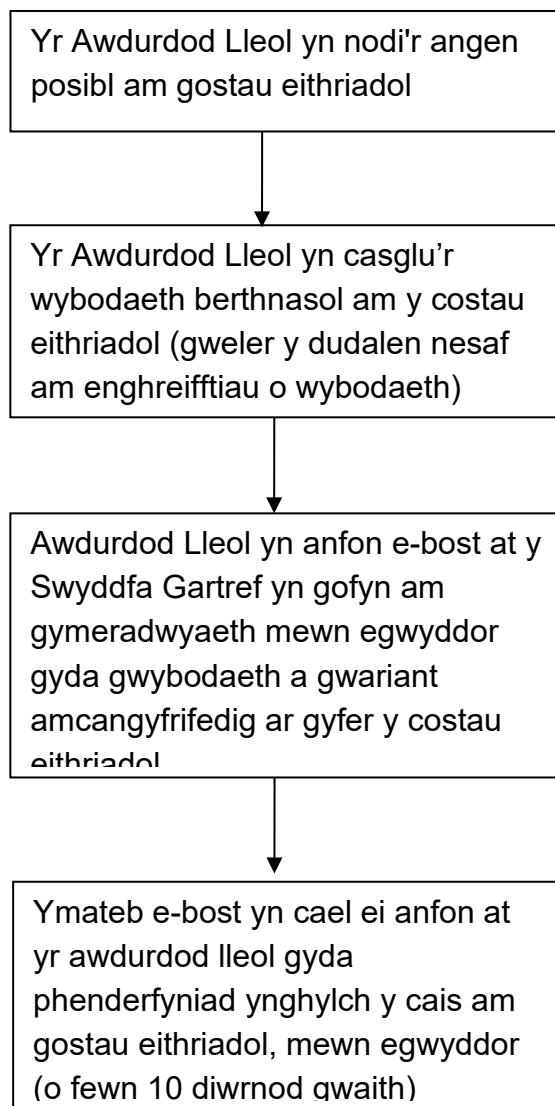 Yr Awdurdod Lleol yn nodi'r angen
posibl am gostau eithriadol
Yr Awdurdod Lleol yn casglu’r
wybodaeth berthnasol am y costau
eithriadol (gweler y dudalen nesaf
am enghreifftiau o wybodaeth)
Awdurdod Lleol yn anfon e-bost at y
Swyddfa Gartref yn gofyn am
gymeradwyaeth mewn egwyddor
gyda gwybodaeth a gwariant
amcangyfrifedig ar gyfer y costau
eithriadol
Ymateb e-bost yn cael ei anfon at
yr awdurdod lleol gyda
phenderfyniad ynghylch y cais am
gostau eithriadol, mewn egwyddor
(o fewn 10 diwrnod gwaith)